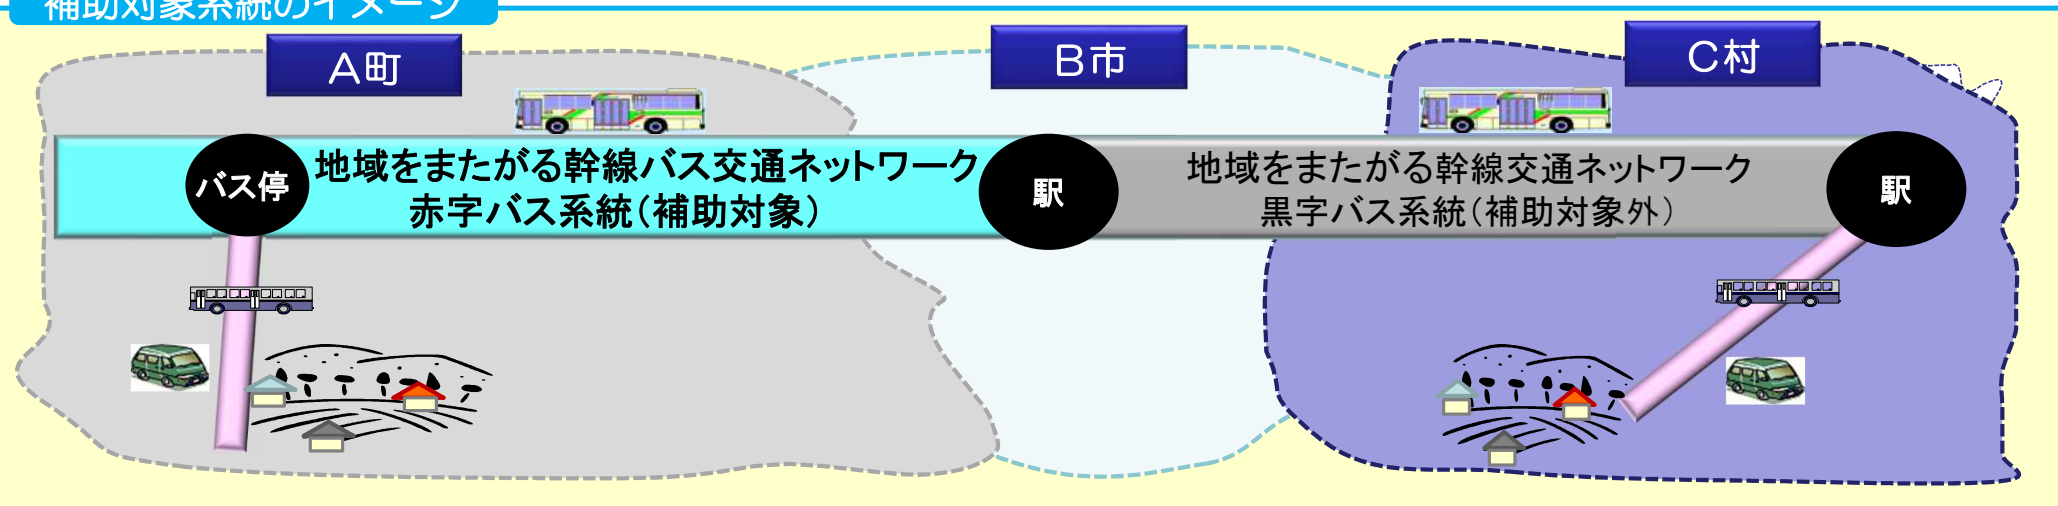 補助対象系統のイメージ
A町
B市
C村
バス停
地域をまたがる幹線バス交通ネットワーク
赤字バス系統(補助対象)
駅
地域をまたがる幹線交通ネットワーク
黒字バス系統(補助対象外)
駅